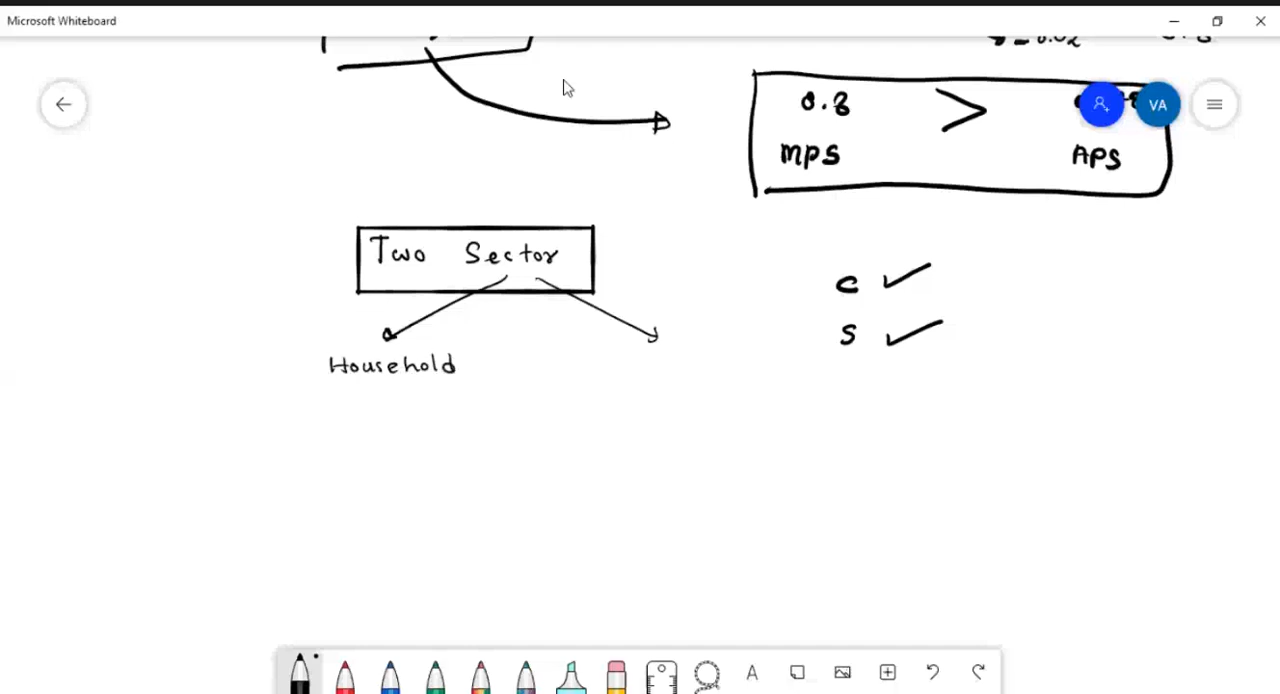 Microsoft Whiteboard
0.8 >
MPS APS
VA
Two Sector
Household
C ✓
S ✓
A